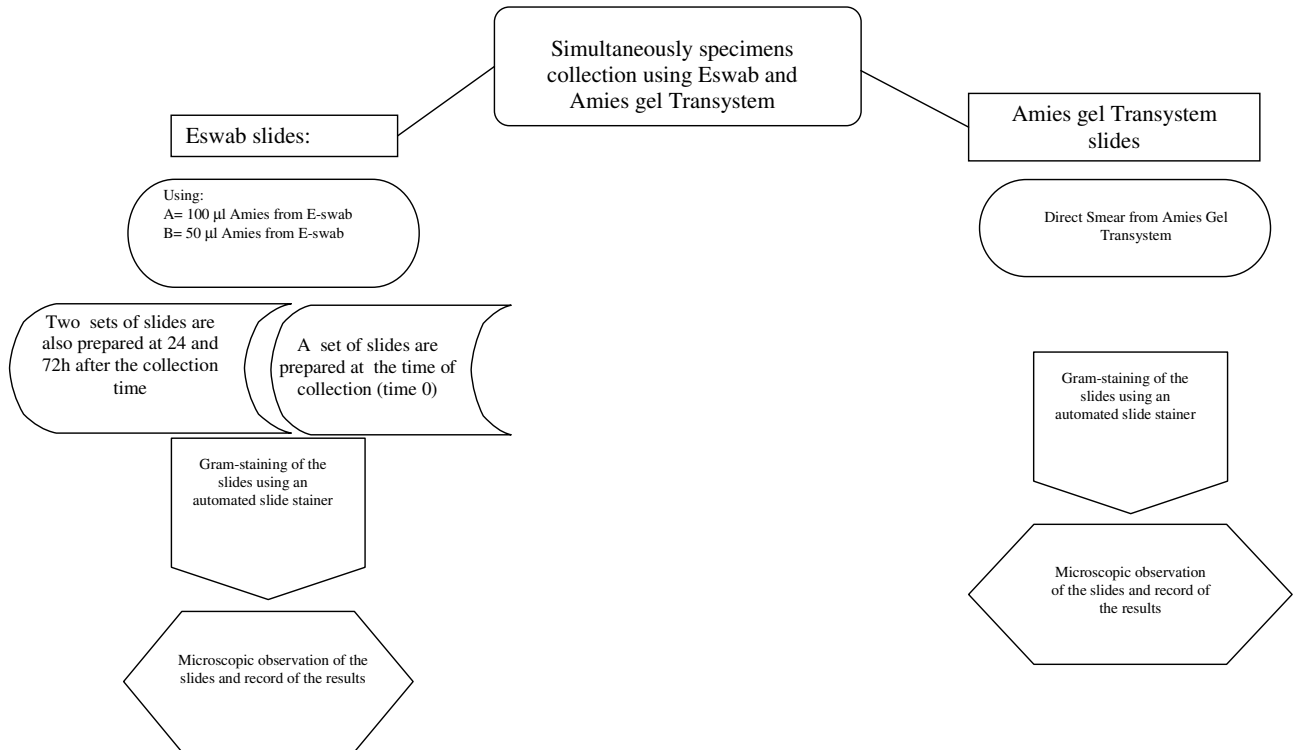 Simultaneously specimens
collection using Eswab and
Amies gel Transystem
Eswab slides:
Using:
A= 100 µl Amies from E-swab
B= 50 µl Amies from E-swab
Two sets of slides are
also prepared at 24 and
72h after the collection
time
A set of slides are
prepared at the time of
collection (time 0)
Gram-staining of the
slides using an
automated slide stainer
Microscopic observation of the
slides and record of the results
Amies gel Transystem
slides
Direct Smear from Amies Gel
Transystem
Gram-staining of the
slides using an
automated slide stainer
Microscopic observation
of the slides and record of
the results